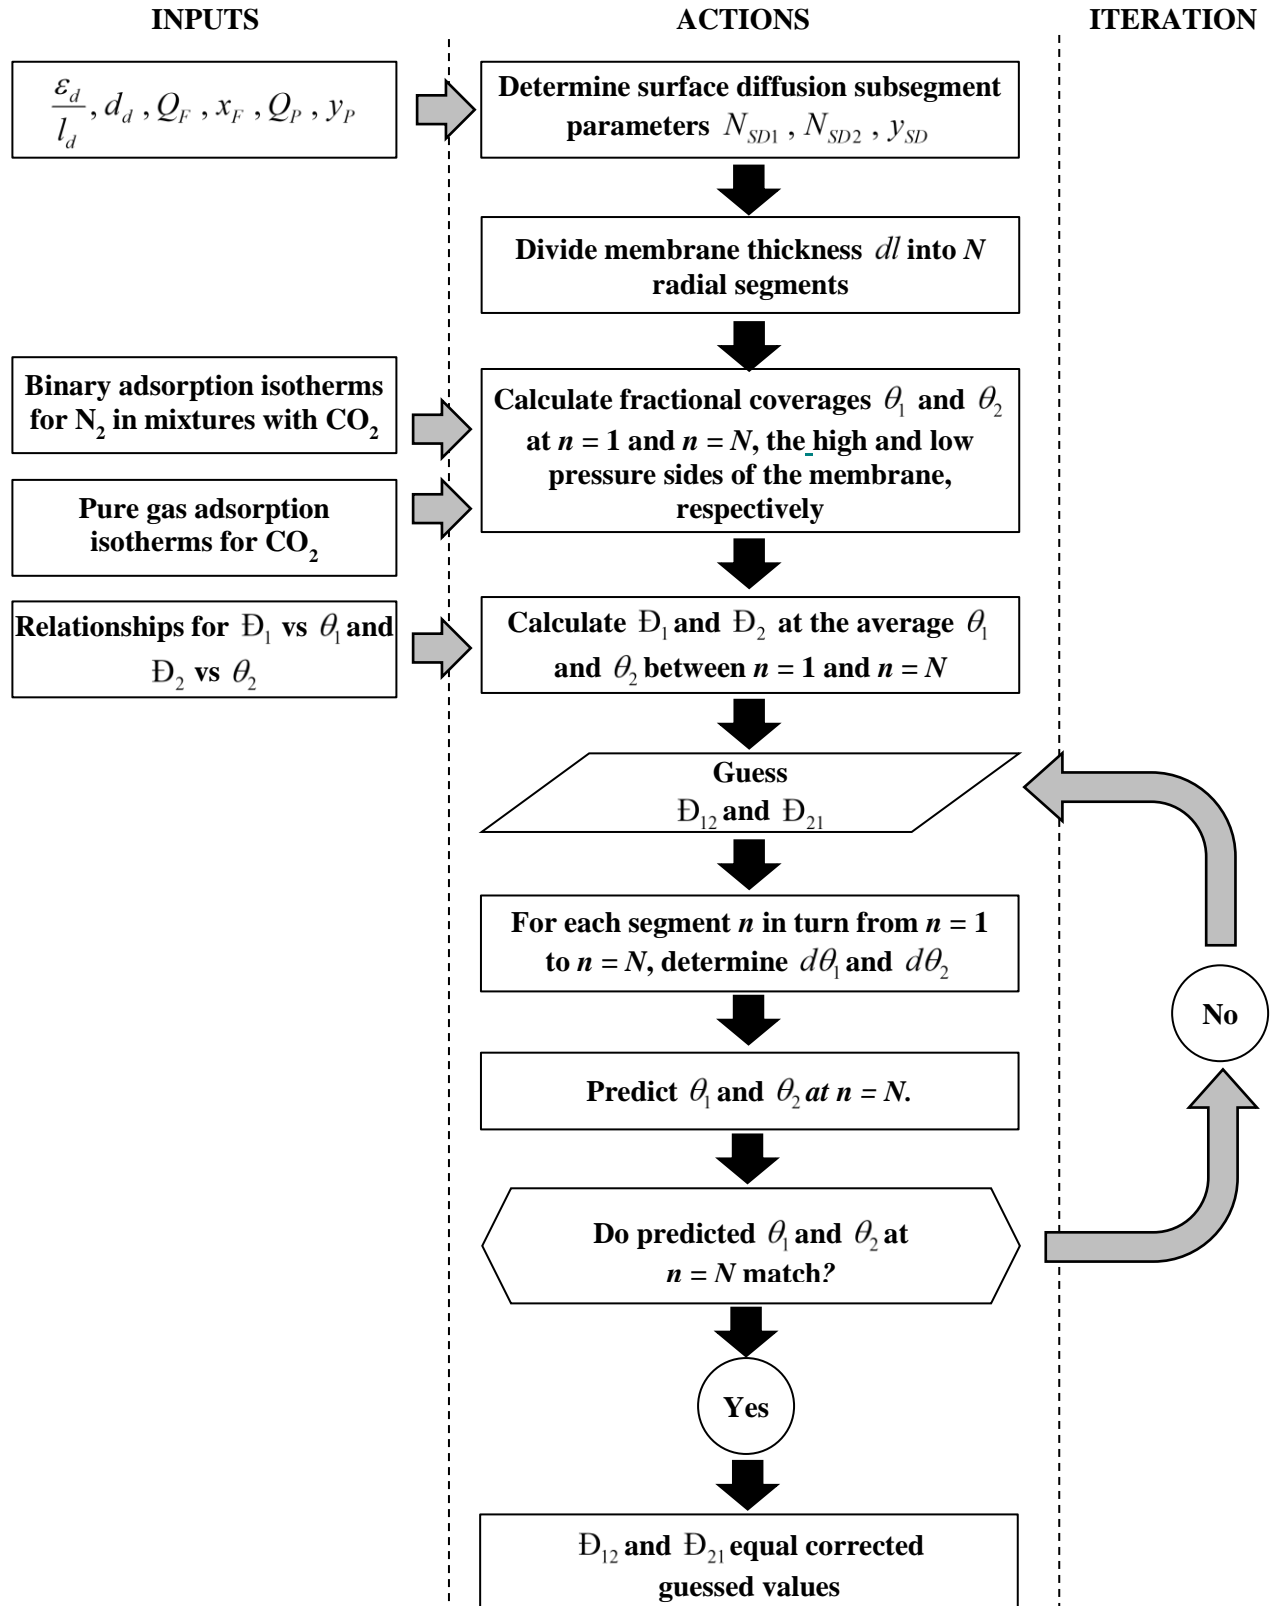 INPUTS
ACTIONS
ITERATION
ε_d / l_d , d_d , Q_F , x_F , Q_P , y_P
Determine surface diffusion subsegment
parameters N_SD1 , N_SD2 , y_SD
Divide membrane thickness dl into N
radial segments
Binary adsorption isotherms
for N₂ in mixtures with CO₂
Pure gas adsorption
isotherms for CO₂
Calculate fractional coverages θ₁ and θ₂
at n = 1 and n = N, the high and low
pressure sides of the membrane,
respectively
Relationships for Đ₁ vs θ₁ and
Đ₂ vs θ₂
Calculate Đ₁ and Đ₂ at the average θ₁
and θ₂ between n = 1 and n = N
Guess
Đ₁₂ and Đ₂₁
For each segment n in turn from n = 1
to n = N, determine dθ₁ and dθ₂
No
Predict θ₁ and θ₂ at n = N.
Do predicted θ₁ and θ₂ at
n = N match?
Yes
Đ₁₂ and Đ₂₁ equal corrected
guessed values